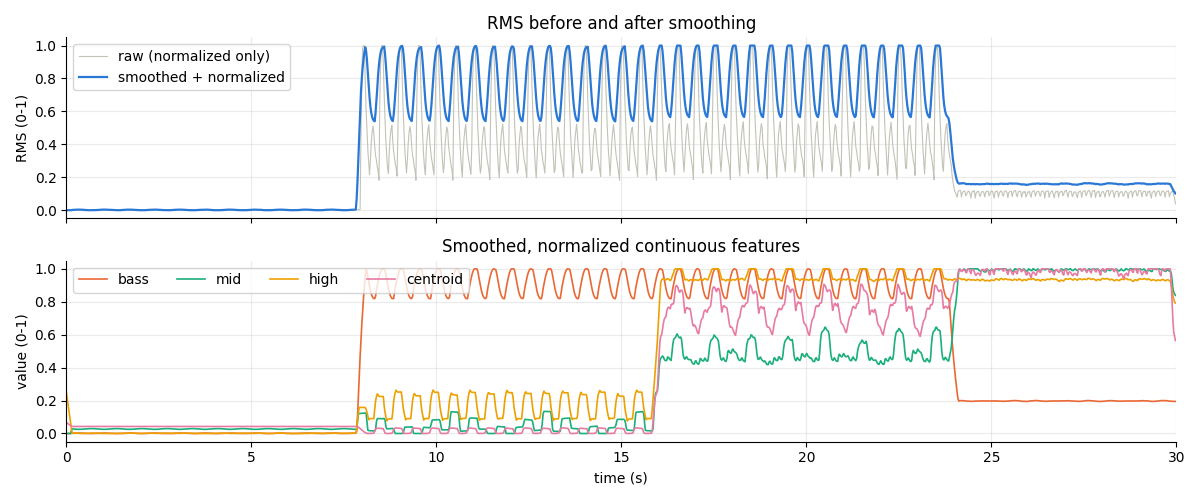 RMS before and after smoothing
RMS (0-1)
1.0
0.8
0.6
0.4
0.2
0.0
raw (normalized only)
smoothed + normalized
Smoothed, normalized continuous features
value (0-1)
1.0
0.8
0.6
0.4
0.2
0.0
bass mid high centroid
0 5 10 15 20 25 30
time (s)